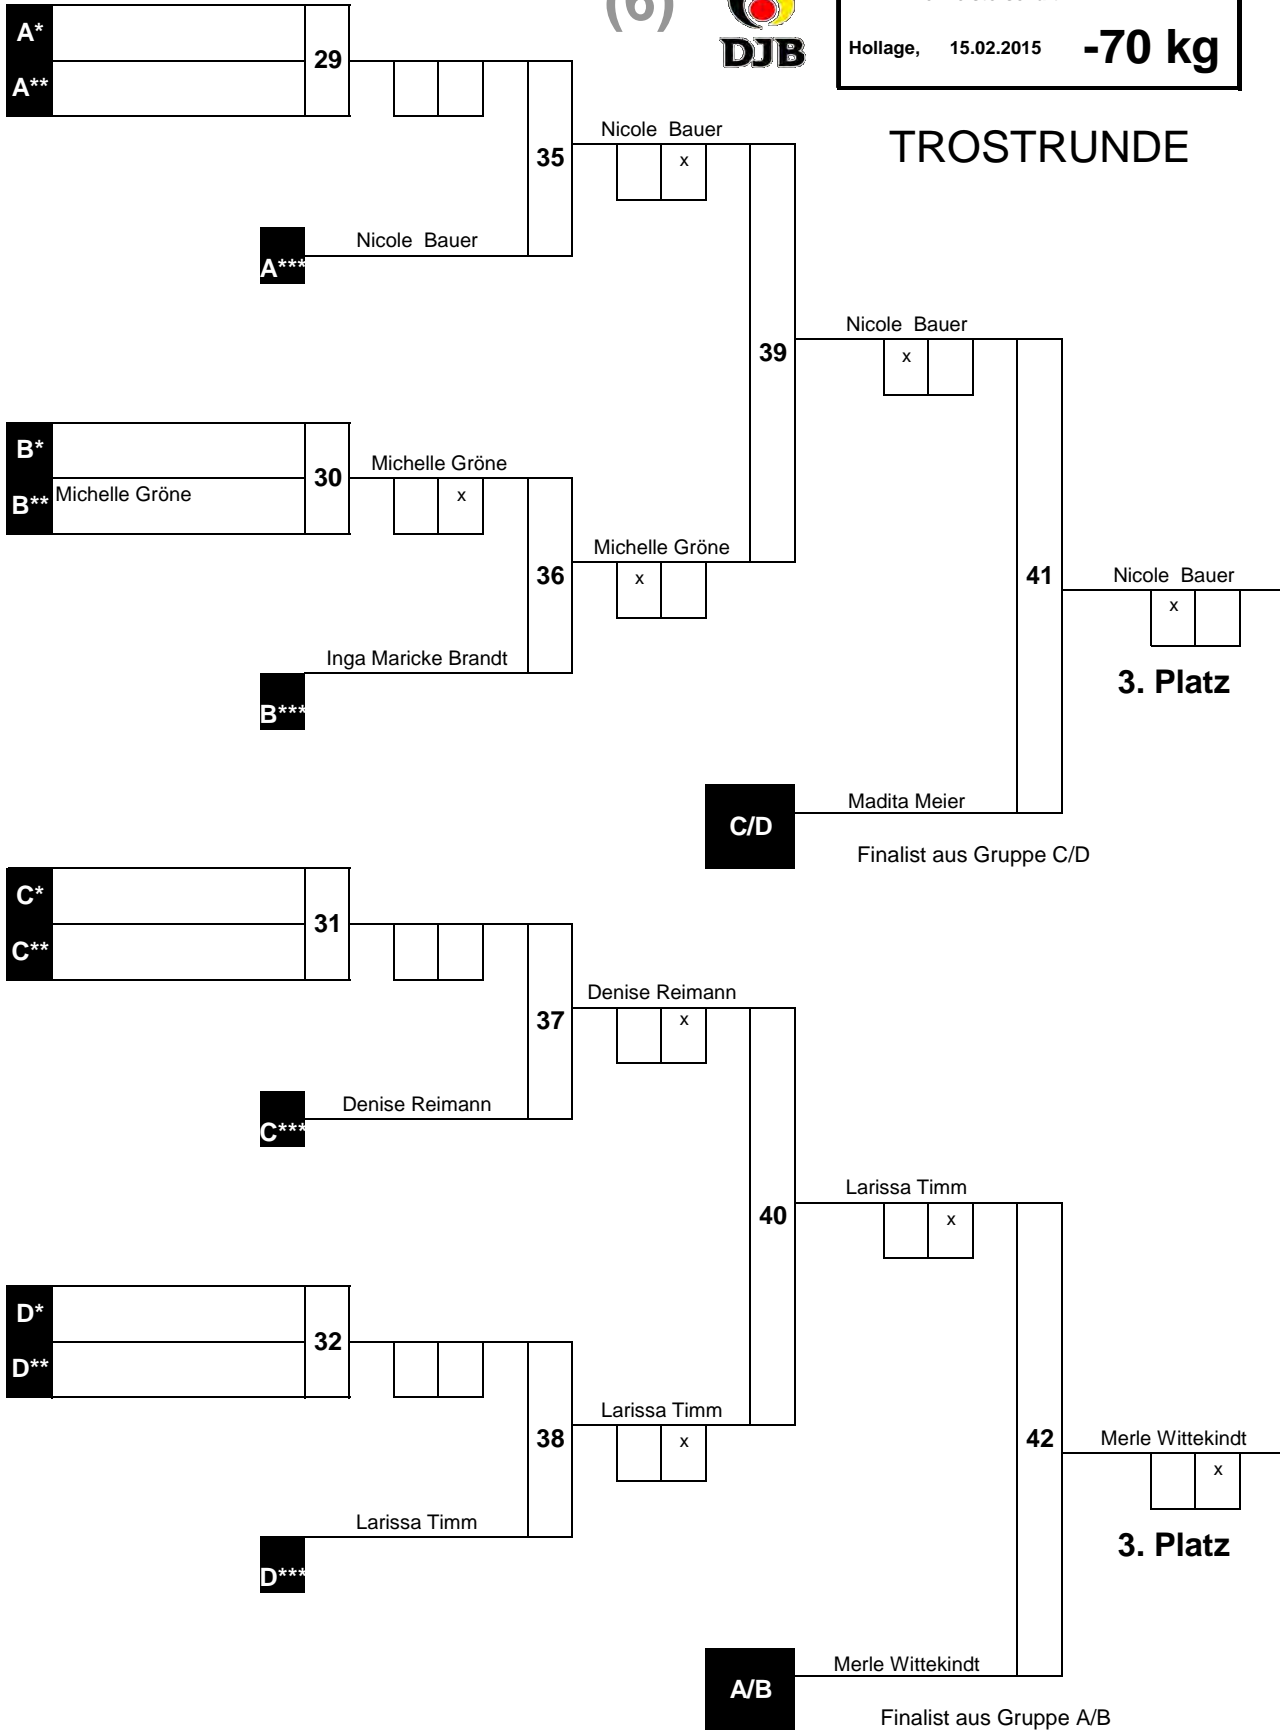 (6)
DJB
Hollage, 15.02.2015 -70 kg
TROSTRUNDE
A*
A**
29
35
Nicole Bauer
x
Nicole Bauer
A***
39
Nicole Bauer
x
B*
B** Michelle Gröne
30
Michelle Gröne
x
36
Michelle Gröne
x
Inga Maricke Brandt
B***
41
Nicole Bauer
x
3. Platz
C/D
Madita Meier
Finalist aus Gruppe C/D
C*
C**
31
37
Denise Reimann
x
Denise Reimann
C***
40
Larissa Timm
x
D*
D**
32
38
Larissa Timm
x
Larissa Timm
D***
42
Merle Wittekindt
x
3. Platz
A/B
Merle Wittekindt
Finalist aus Gruppe A/B